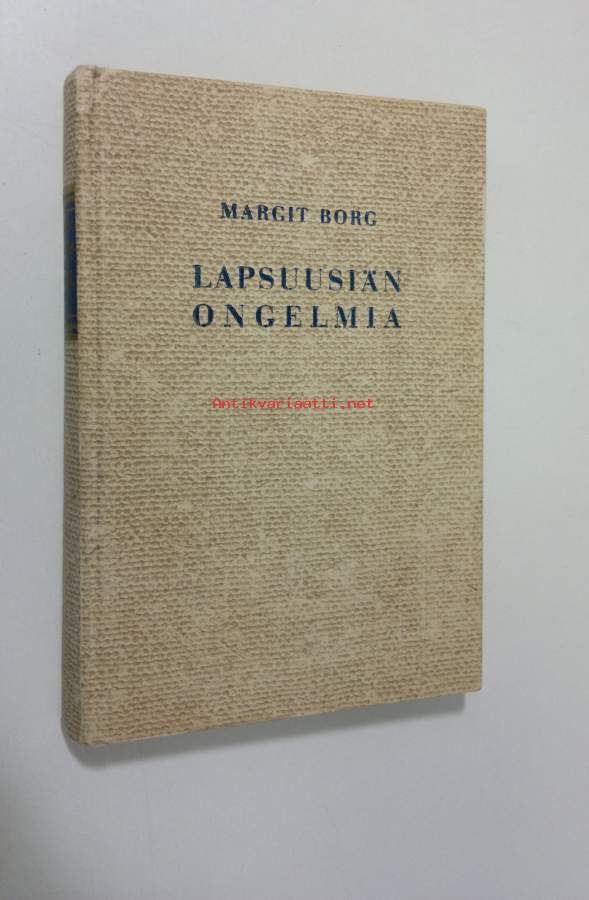 MARGIT BORG
LAPSUUSIÄN
ONGELMIA
Antikvariaatti.net